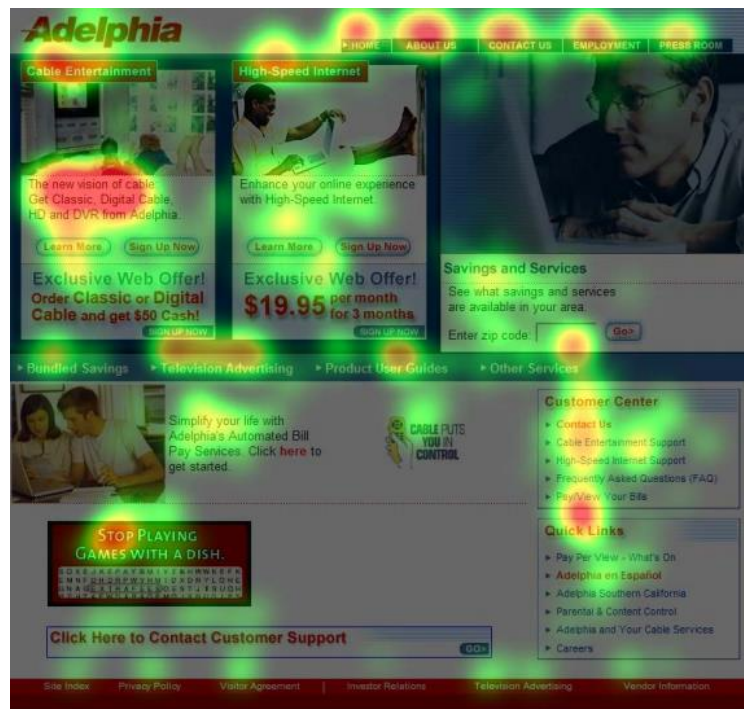 Adelphia
HOME ABOUT US CONTACT US EMPLOYMENT PRESS ROOM
Cable Entertainment
The new vision of cable.
Get Classic, Digital Cable,
HD and DVR from Adelphia.
Learn More Sign Up Now
Exclusive Web Offer!
Order Classic or Digital
Cable and get $50 Cash!
SIGN UP NOW
High-Speed Internet
Enhance your online experience
with High-Speed Internet.
Learn More Sign Up Now
Exclusive Web Offer!
$19.95 per month
for 3 months
SIGN UP NOW
Savings and Services
See what savings and services
are available in your area.
Enter zip code: Go>
Bundled Savings Television Advertising Product User Guides Other Services
Simplify your life with
Adelphia's Automated Bill
Pay Services. Click here to
get started.
CABLE PUTS
YOU IN
CONTROL
STOP PLAYING
GAMES WITH A DISH.
Click Here to Contact Customer Support
GO>
Customer Center
Contact Us
Cable Entertainment Support
High-Speed Internet Support
Frequently Asked Questions (FAQ)
Pay/View Your Bills
Quick Links
Pay Per View - What's On
Adelphia en Español
Adelphia Southern California
Parental & Content Control
Adelphia and Your Cable Services
Careers
Site Index Privacy Policy Visitor Agreement | Investor Relations Television Advertising Vendor Information